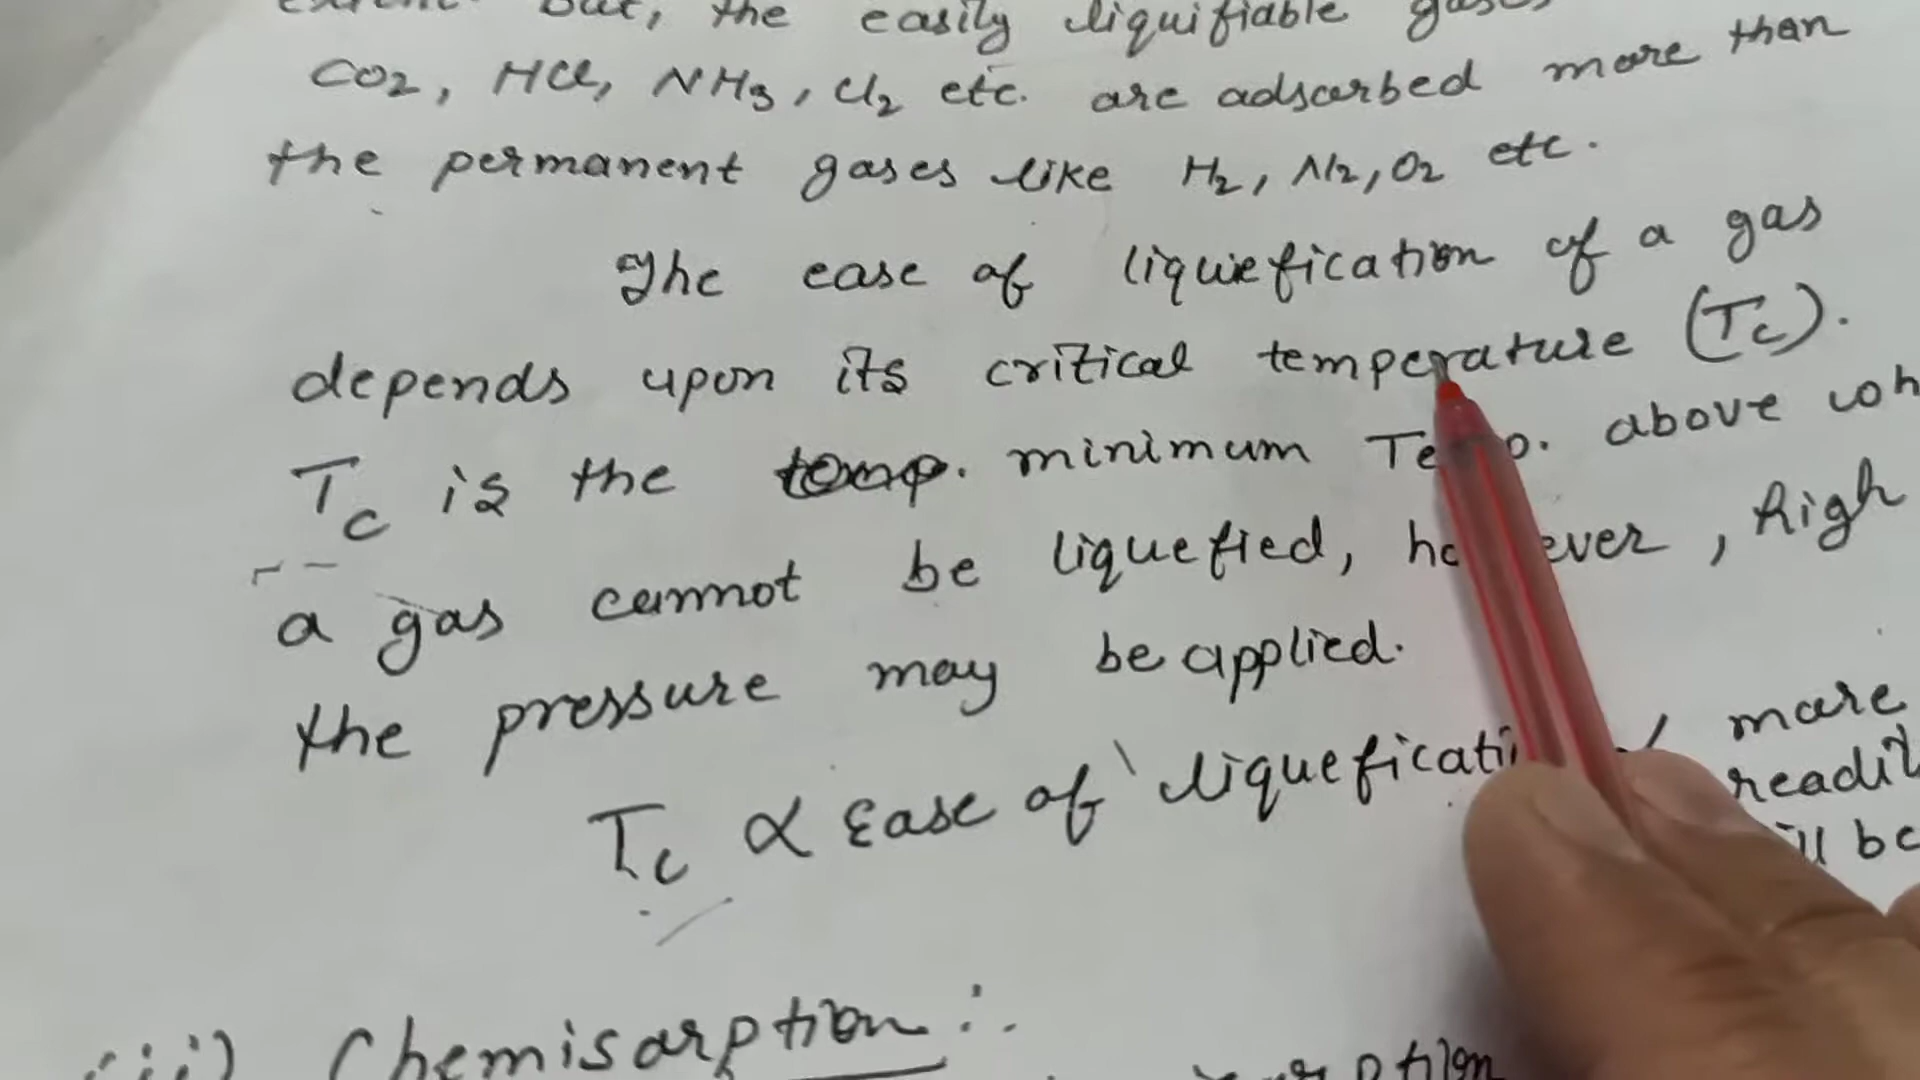 but, the easily liquifiable gases
CO2, HCl, NH3, Cl2 etc. are adsorbed more than
the permanent gases like H2, N2, O2 etc.
The ease of liquefication of a gas
depends upon its critical temperature (Tc).
Tc is the temp. minimum Temp. above
a gas cannot be liquefied, however, high
the pressure may be applied.
Tc ∝ Ease of liquefication more
readily
be
(ii) Chemisorption :.